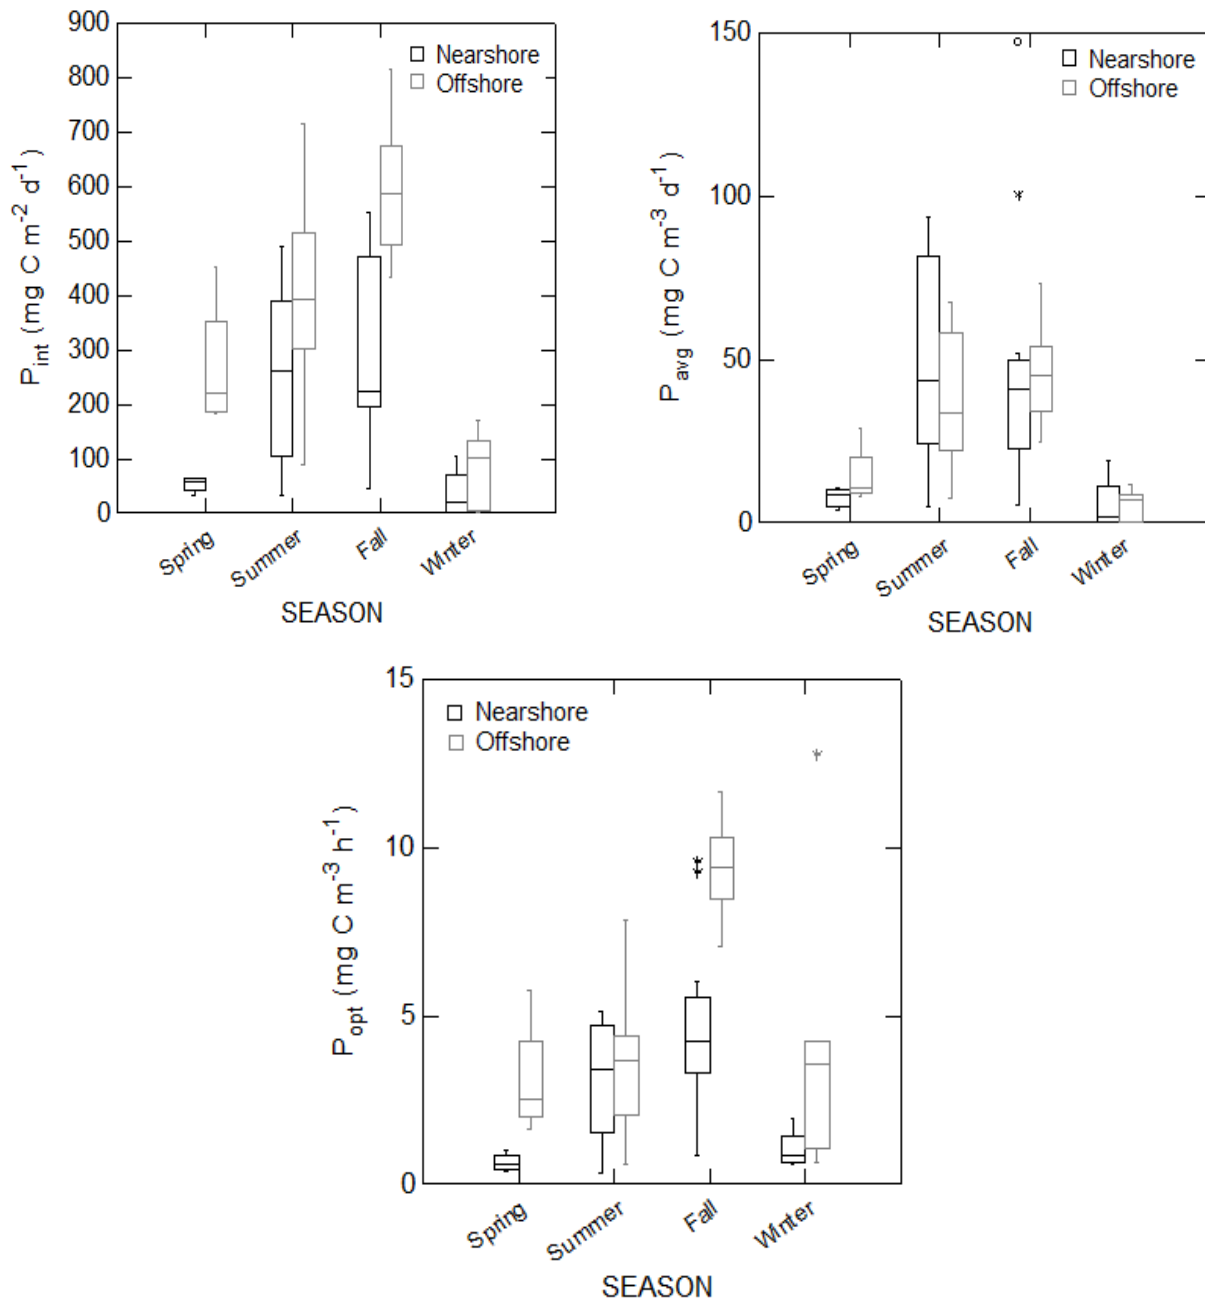 900
800
700
600
500
400
300
200
100
0
P_int (mg C m^-2 d^-1)
Nearshore
Offshore
Spring
Summer
Fall
Winter
SEASON
150
100
50
0
P_avg (mg C m^-3 d^-1)
Nearshore
Offshore
Spring
Summer
Fall
Winter
SEASON
15
10
5
0
P_opt (mg C m^-3 h^-1)
Nearshore
Offshore
Spring
Summer
Fall
Winter
SEASON